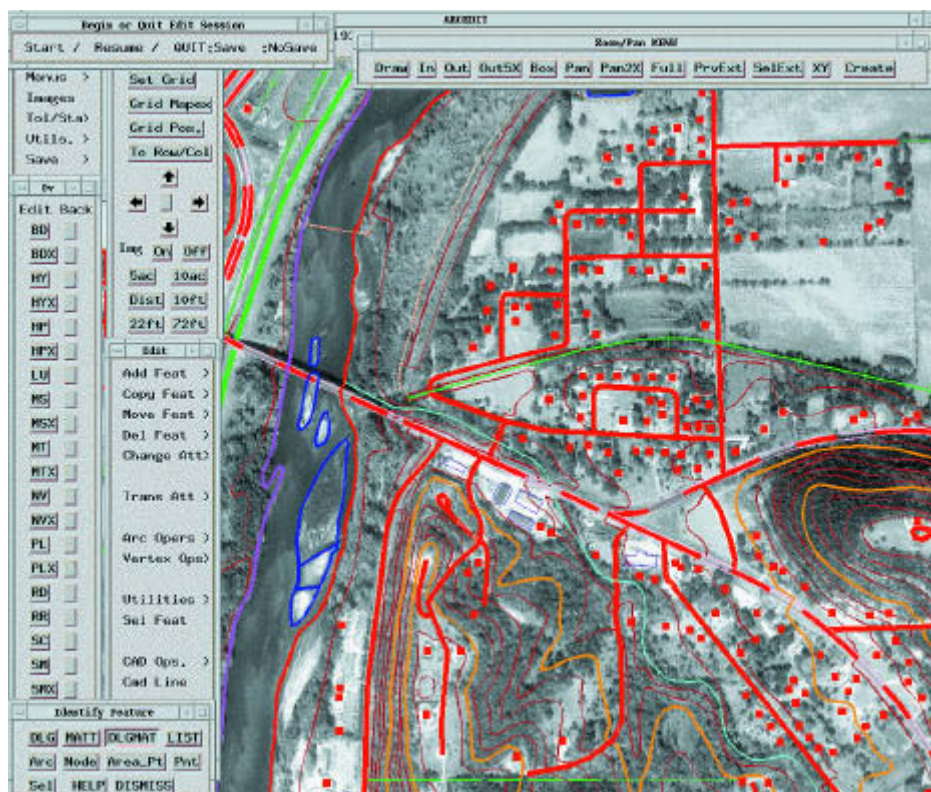 Begin or Quit Edit Session
Start / Resume / QUIT:Save :NoSave
ARCEDIT
Zoom/Pan MENU
Draw In Out Out5X Box Pan Pan2X Full PrvExt SelExt XY Create
Menus >
Images
Tol/Stn>
Utils. >
Save >
Set Grid
Grid Mapex
Grid Pos.
To Row/Col
Img On Off
5ac 10ac
Dist 10ft
22ft 72ft
Edit Back
BD
BDX
HY
HYX
HP
HPX
LU
MS
MSX
MT
MTX
NV
NVX
PL
PLX
RD
RR
SC
SM
SMX
Edit
Add Feat >
Copy Feat >
Move Feat >
Del Feat >
Change Att>
Trans Att >
Arc Opers >
Vertex Ops>
Utilities >
Sel Feat
CAD Ops. >
Cmd Line
Identify Feature
DLG MATT DLGMAT LIST
Arc Node Area_Pt Pnt
Sel HELP DISMISS